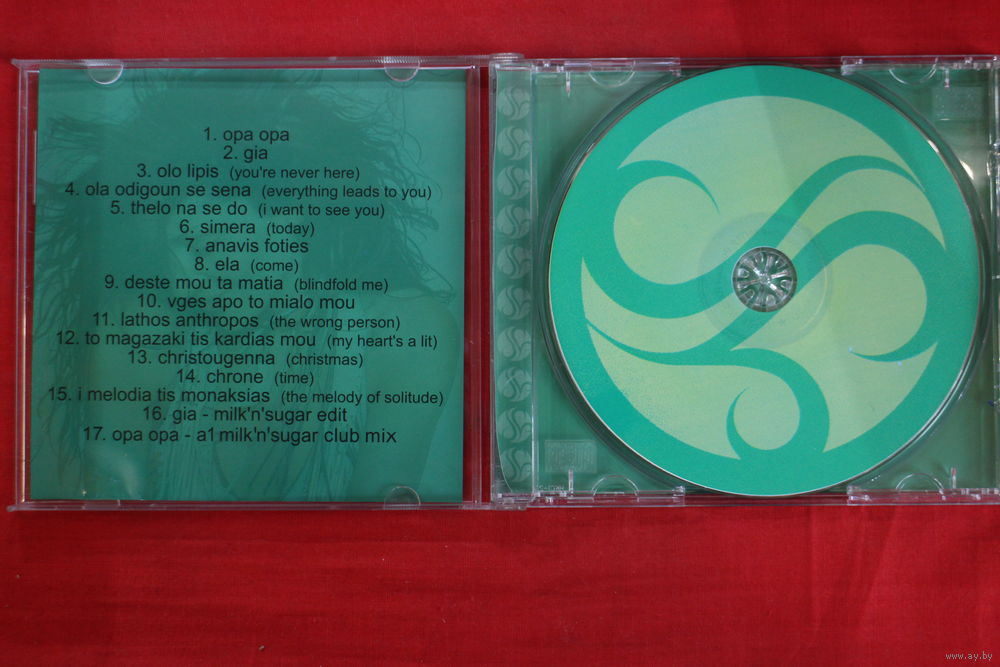 1. opa opa
2. gia
3. olo lipis (you're never here)
4. ola odigoun se sena (everything leads to you)
5. thelo na se do (i want to see you)
6. simera (today)
7. anavis foties
8. ela (come)
9. deste mou ta matia (blindfold me)
10. vges apo to mialo mou
11. lathos anthropos (the wrong person)
12. to magazaki tis kardias mou (my heart's a lit)
13. christougenna (christmas)
14. chrone (time)
15. i melodia tis monaksias (the melody of solitude)
16. gia - milk'n'sugar edit
17. opa opa - a1 milk'n'sugar club mix
www.ay.by